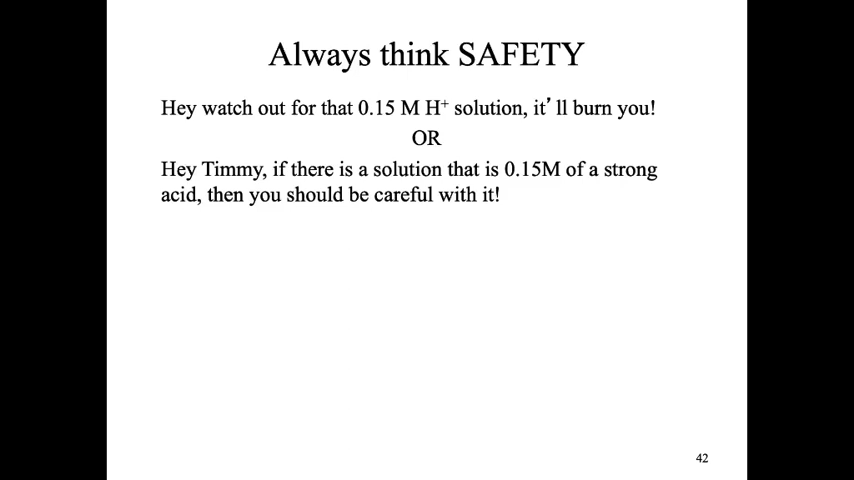 Always think SAFETY
Hey watch out for that 0.15 M H⁺ solution, it’ll burn you!
OR
Hey Timmy, if there is a solution that is 0.15M of a strong
acid, then you should be careful with it!
42